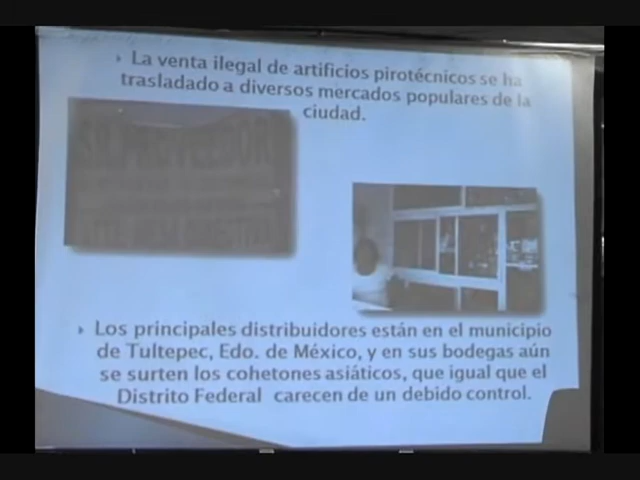 La venta ilegal de artificios pirotécnicos se ha
trasladado a diversos mercados populares de la
ciudad.
Los principales distribuidores están en el municipio
de Tultepec, Edo. de México, y en sus bodegas aún
se surten los cohetones asiáticos, que igual que el
Distrito Federal carecen de un debido control.